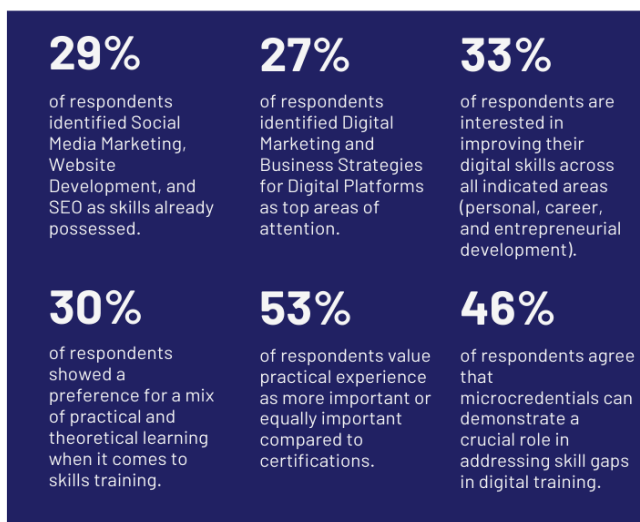 29%
of respondents
identified Social
Media Marketing,
Website
Development, and
SEO as skills already
possessed.
27%
of respondents
identified Digital
Marketing and
Business Strategies
for Digital Platforms
as top areas of
attention.
33%
of respondents are
interested in
improving their
digital skills across
all indicated areas
(personal, career,
and entrepreneurial
development).
30%
of respondents
showed a
preference for a mix
of practical and
theoretical learning
when it comes to
skills training.
53%
of respondents value
practical experience
as more important or
equally important
compared to
certifications.
46%
of respondents agree
that
microcredentials can
demonstrate a
crucial role in
addressing skill gaps
in digital training.